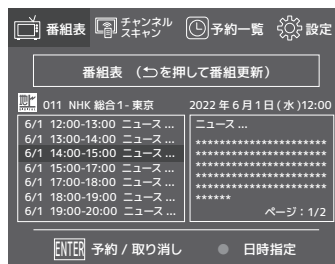 番組表 チャンネルスキャン 予約一覧 設定
番組表 (⮌を押して番組更新)
011 NHK 総合1- 東京 2022 年 6 月 1 日 ( 水 )12:00
6/1 12:00-13:00 ニュース ...
6/1 13:00-14:00 ニュース ...
6/1 14:00-15:00 ニュース ...
6/1 15:00-17:00 ニュース ...
6/1 17:00-18:00 ニュース ...
6/1 18:00-19:00 ニュース ...
6/1 19:00-20:00 ニュース ...
ニュース ...
**********************
**********************
**********************
**********************
**********************
******
ページ : 1/2
ENTER 予約 / 取り消し ● 日時指定